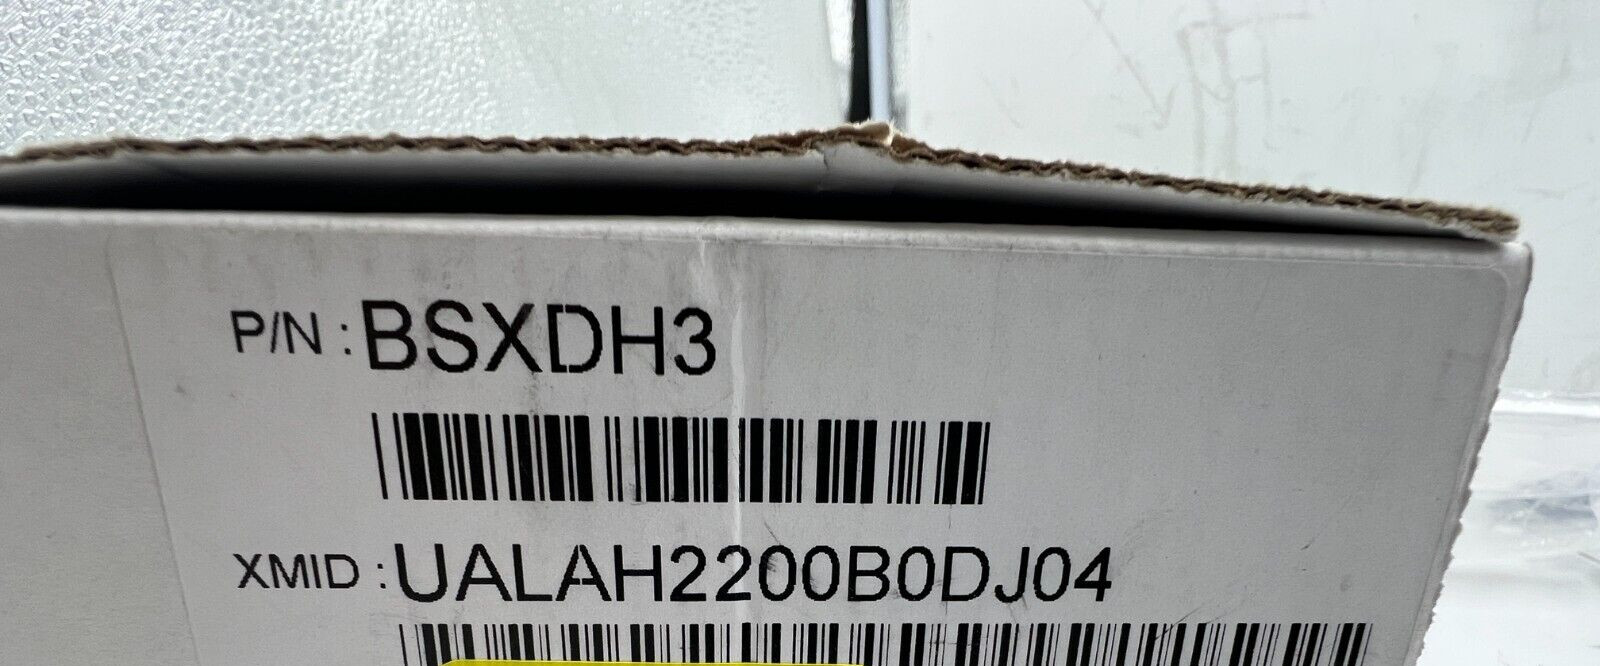 P/N : BSXDH3
XMID : UALAH2200B0DJ04